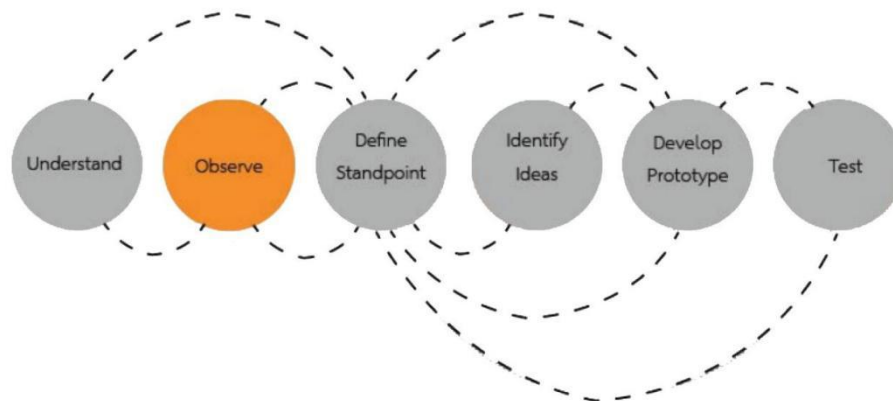 Understand
Observe
Define
Standpoint
Identify
Ideas
Develop
Prototype
Test